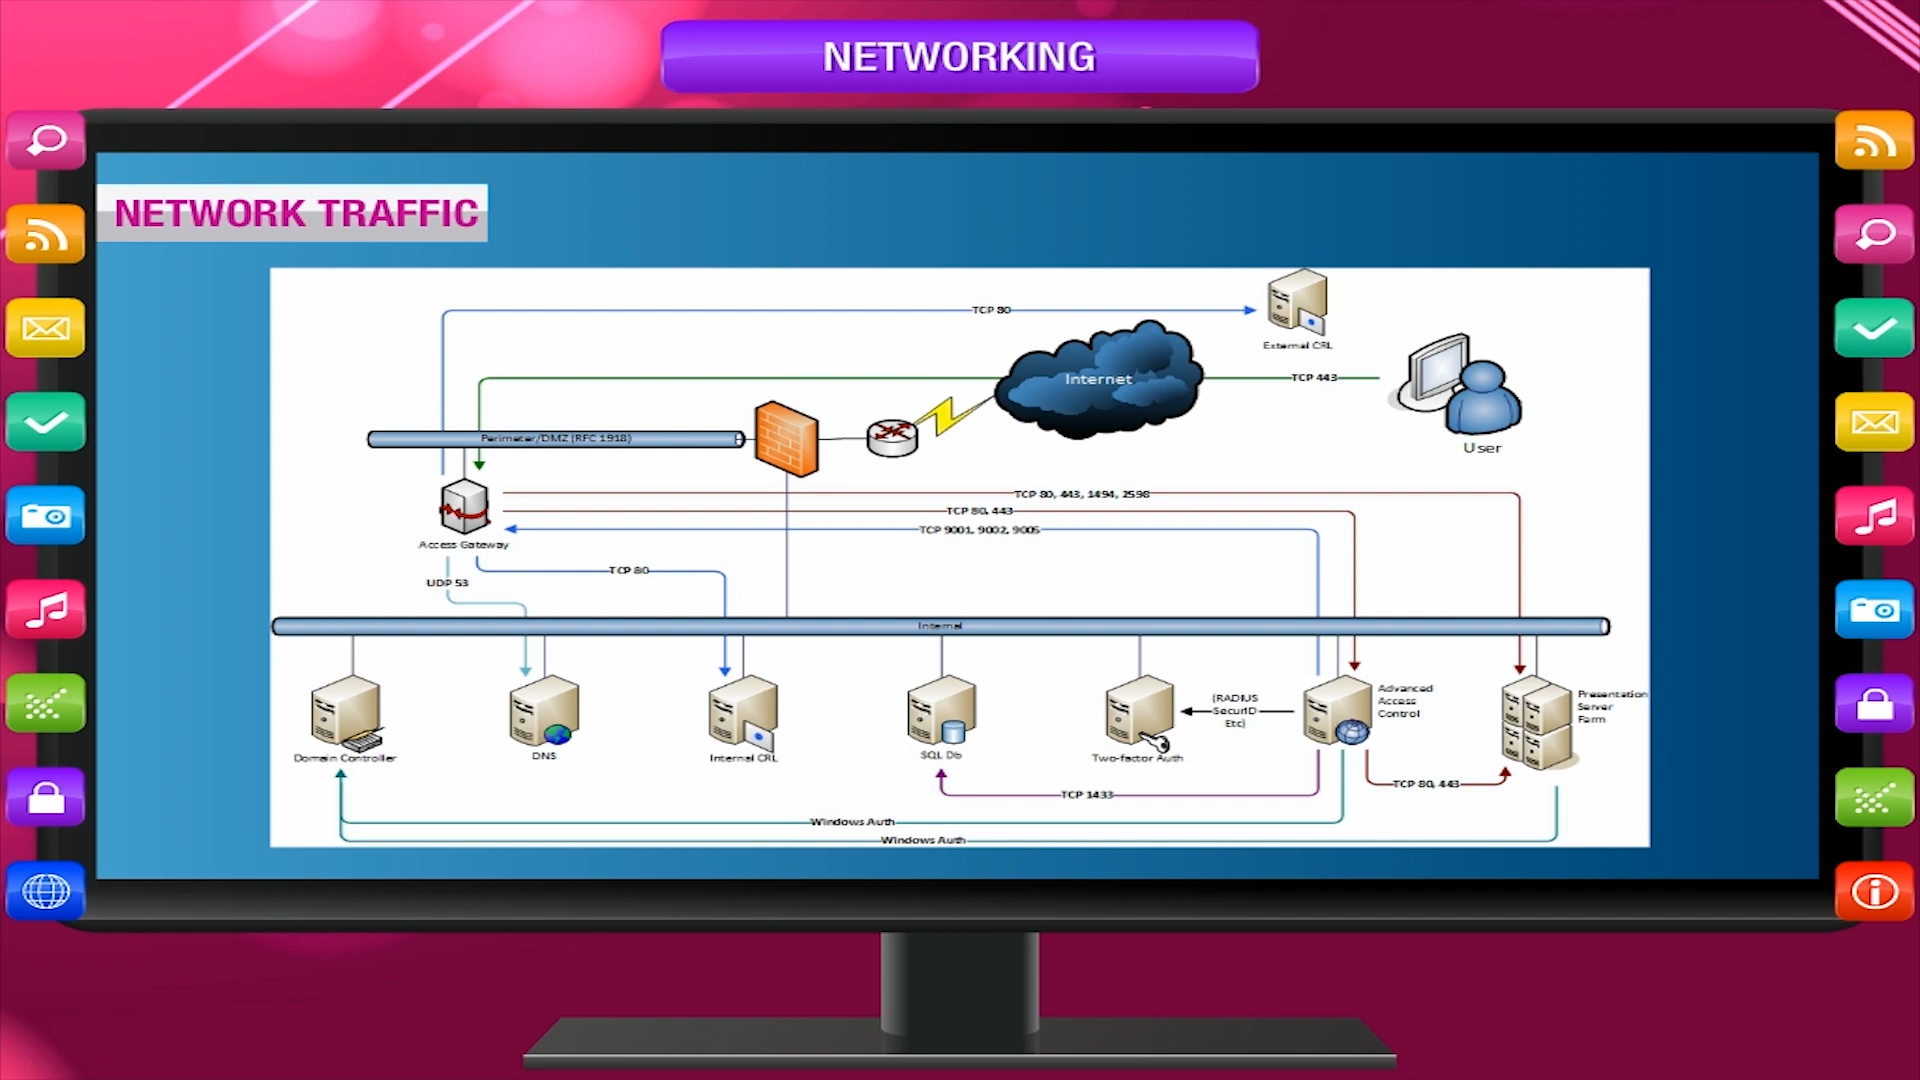 NETWORKING
NETWORK TRAFFIC
TCP 80
External CRL
Internet
TCP 443
User
Perimeter/DMZ (RFC 1918)
TCP 80, 443, 1494, 2598
TCP 80, 443
TCP 9001, 9002, 9005
Access Gateway
TCP 80
UDP 53
Internal
Domain Controller
DNS
Internal CRL
SQL Db
Two-factor Auth
(RADIUS
SecurID
Etc)
Advanced
Access
Control
Presentation
Server
Farm
TCP 80, 443
TCP 1433
Windows Auth
Windows Auth